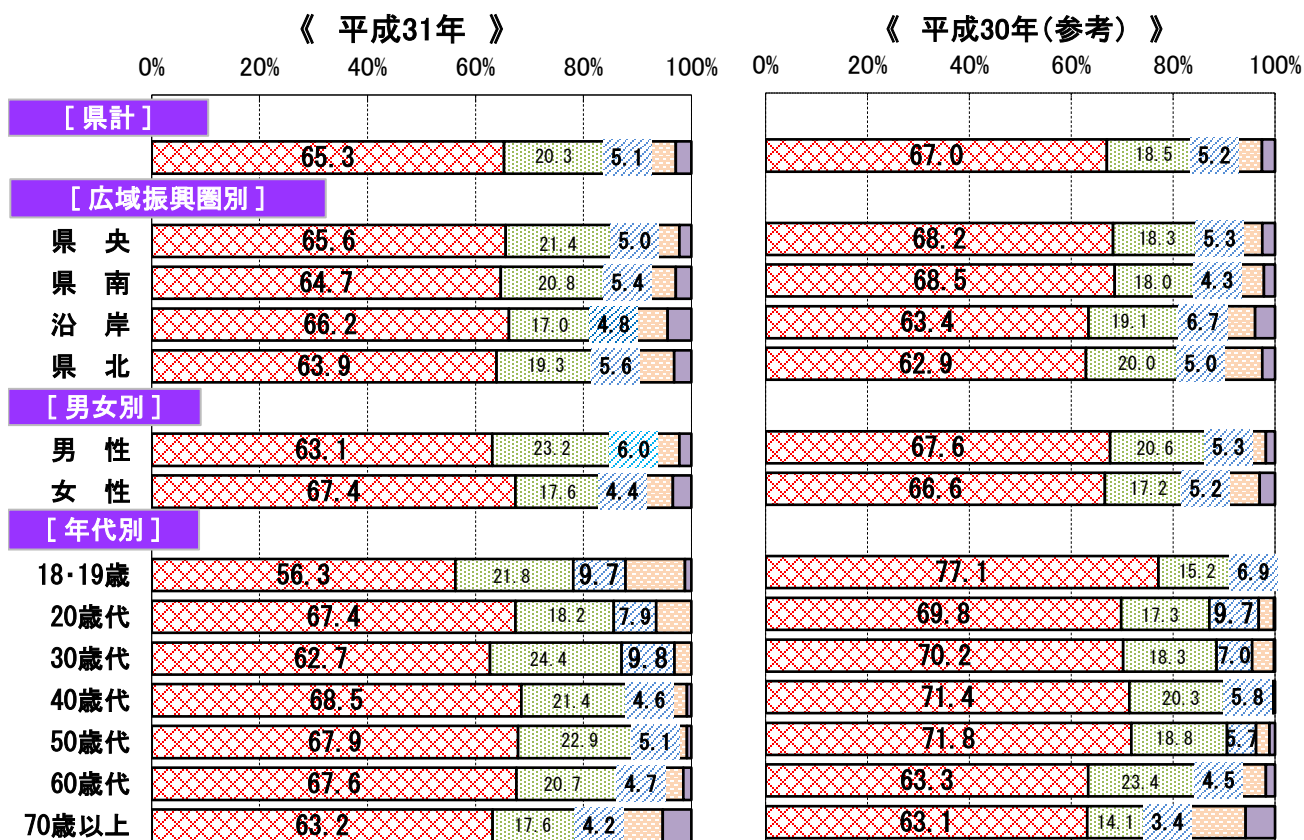 《 平成31年 》 《 平成30年(参考) 》
0% 20% 40% 60% 80% 100% 0% 20% 40% 60% 80% 100%
[ 県計 ]
65.3 20.3 5.1 67.0 18.5 5.2
[ 広域振興圏別 ]
県 央 65.6 21.4 5.0 68.2 18.3 5.3
県 南 64.7 20.8 5.4 68.5 18.0 4.3
沿 岸 66.2 17.0 4.8 63.4 19.1 6.7
県 北 63.9 19.3 5.6 62.9 20.0 5.0
[ 男女別 ]
男 性 63.1 23.2 6.0 67.6 20.6 5.3
女 性 67.4 17.6 4.4 66.6 17.2 5.2
[ 年代別 ]
18・19歳 56.3 21.8 9.7 77.1 15.2 6.9
20歳代 67.4 18.2 7.9 69.8 17.3 9.7
30歳代 62.7 24.4 9.8 70.2 18.3 7.0
40歳代 68.5 21.4 4.6 71.4 20.3 5.8
50歳代 67.9 22.9 5.1 71.8 18.8 5.7
60歳代 67.6 20.7 4.7 63.3 23.4 4.5
70歳以上 63.2 17.6 4.2 63.1 14.1 3.4